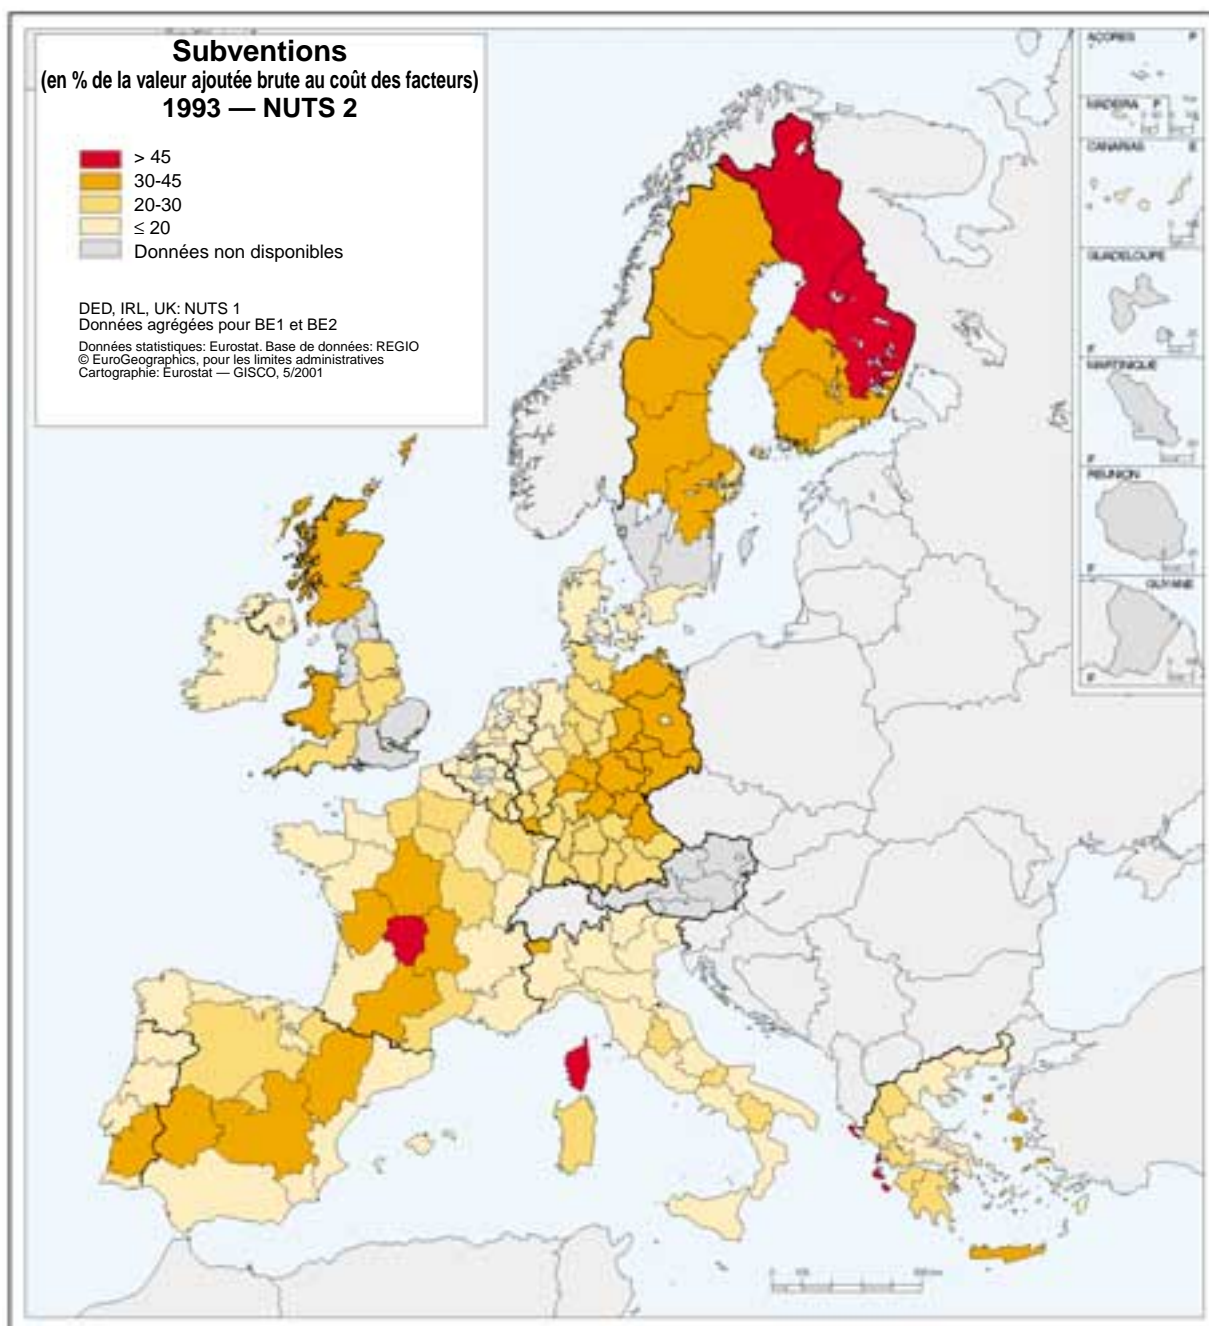 Subventions
(en % de la valeur ajoutée brute au coût des facteurs)
1993 — NUTS 2
> 45
30-45
20-30
≤ 20
Données non disponibles
DED, IRL, UK: NUTS 1
Données agrégées pour BE1 et BE2
Données statistiques: Eurostat. Base de données: REGIO
© EuroGeographics, pour les limites administratives
Cartographie: Eurostat — GISCO, 5/2001
AÇORES P
MADEIRA P
CANARIAS E
GUADELOUPE
F
MARTINIQUE
F
RÉUNION
F
GUYANE
F